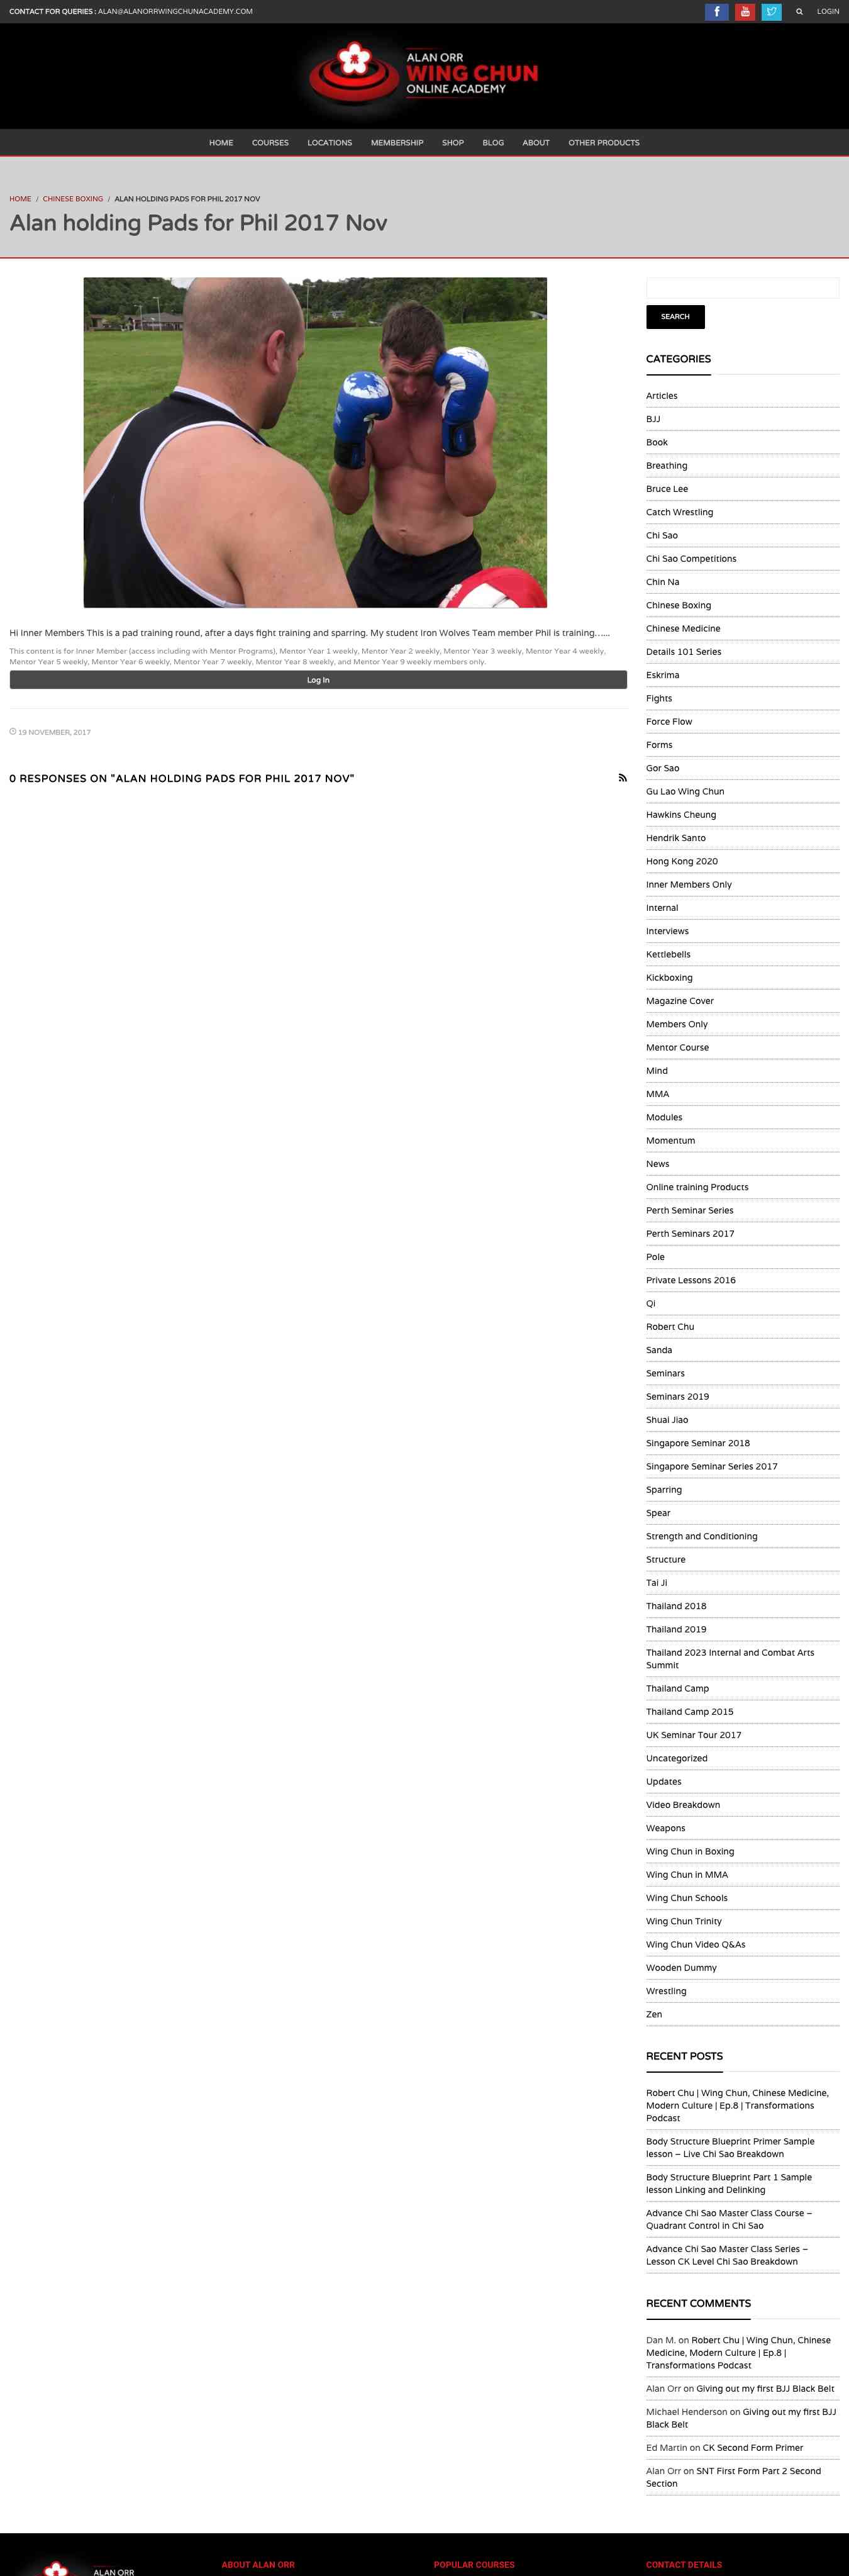 CONTACT FOR QUERIES : ALAN@ALANORRWINGCHUNACADEMY.COM
LOGIN
ALAN ORR
WING CHUN
ONLINE ACADEMY
HOME COURSES LOCATIONS MEMBERSHIP SHOP BLOG ABOUT OTHER PRODUCTS
HOME / CHINESE BOXING / ALAN HOLDING PADS FOR PHIL 2017 NOV
Alan holding Pads for Phil 2017 Nov
Hi Inner Members This is a pad training round, after a days fight training and sparring. My student Iron Wolves Team member Phil is training…...
This content is for Inner Member (access including with Mentor Programs), Mentor Year 1 weekly, Mentor Year 2 weekly, Mentor Year 3 weekly, Mentor Year 4 weekly,
Mentor Year 5 weekly, Mentor Year 6 weekly, Mentor Year 7 weekly, Mentor Year 8 weekly, and Mentor Year 9 weekly members only.
Log In
19 NOVEMBER, 2017
0 RESPONSES ON "ALAN HOLDING PADS FOR PHIL 2017 NOV"
SEARCH
CATEGORIES
Articles
BJJ
Book
Breathing
Bruce Lee
Catch Wrestling
Chi Sao
Chi Sao Competitions
Chin Na
Chinese Boxing
Chinese Medicine
Details 101 Series
Eskrima
Fights
Force Flow
Forms
Gor Sao
Gu Lao Wing Chun
Hawkins Cheung
Hendrik Santo
Hong Kong 2020
Inner Members Only
Internal
Interviews
Kettlebells
Kickboxing
Magazine Cover
Members Only
Mentor Course
Mind
MMA
Modules
Momentum
News
Online training Products
Perth Seminar Series
Perth Seminars 2017
Pole
Private Lessons 2016
Qi
Robert Chu
Sanda
Seminars
Seminars 2019
Shuai Jiao
Singapore Seminar 2018
Singapore Seminar Series 2017
Sparring
Spear
Strength and Conditioning
Structure
Tai Ji
Thailand 2018
Thailand 2019
Thailand 2023 Internal and Combat Arts
Summit
Thailand Camp
Thailand Camp 2015
UK Seminar Tour 2017
Uncategorized
Updates
Video Breakdown
Weapons
Wing Chun in Boxing
Wing Chun in MMA
Wing Chun Schools
Wing Chun Trinity
Wing Chun Video Q&As
Wooden Dummy
Wrestling
Zen
RECENT POSTS
Robert Chu | Wing Chun, Chinese Medicine,
Modern Culture | Ep.8 | Transformations
Podcast
Body Structure Blueprint Primer Sample
lesson – Live Chi Sao Breakdown
Body Structure Blueprint Part 1 Sample
lesson Linking and Delinking
Advance Chi Sao Master Class Course –
Quadrant Control in Chi Sao
Advance Chi Sao Master Class Series –
Lesson CK Level Chi Sao Breakdown
RECENT COMMENTS
Dan M. on Robert Chu | Wing Chun, Chinese
Medicine, Modern Culture | Ep.8 |
Transformations Podcast
Alan Orr on Giving out my first BJJ Black Belt
Michael Henderson on Giving out my first BJJ
Black Belt
Ed Martin on CK Second Form Primer
Alan Orr on SNT First Form Part 2 Second
Section
ALAN ORR
ABOUT ALAN ORR
POPULAR COURSES
CONTACT DETAILS